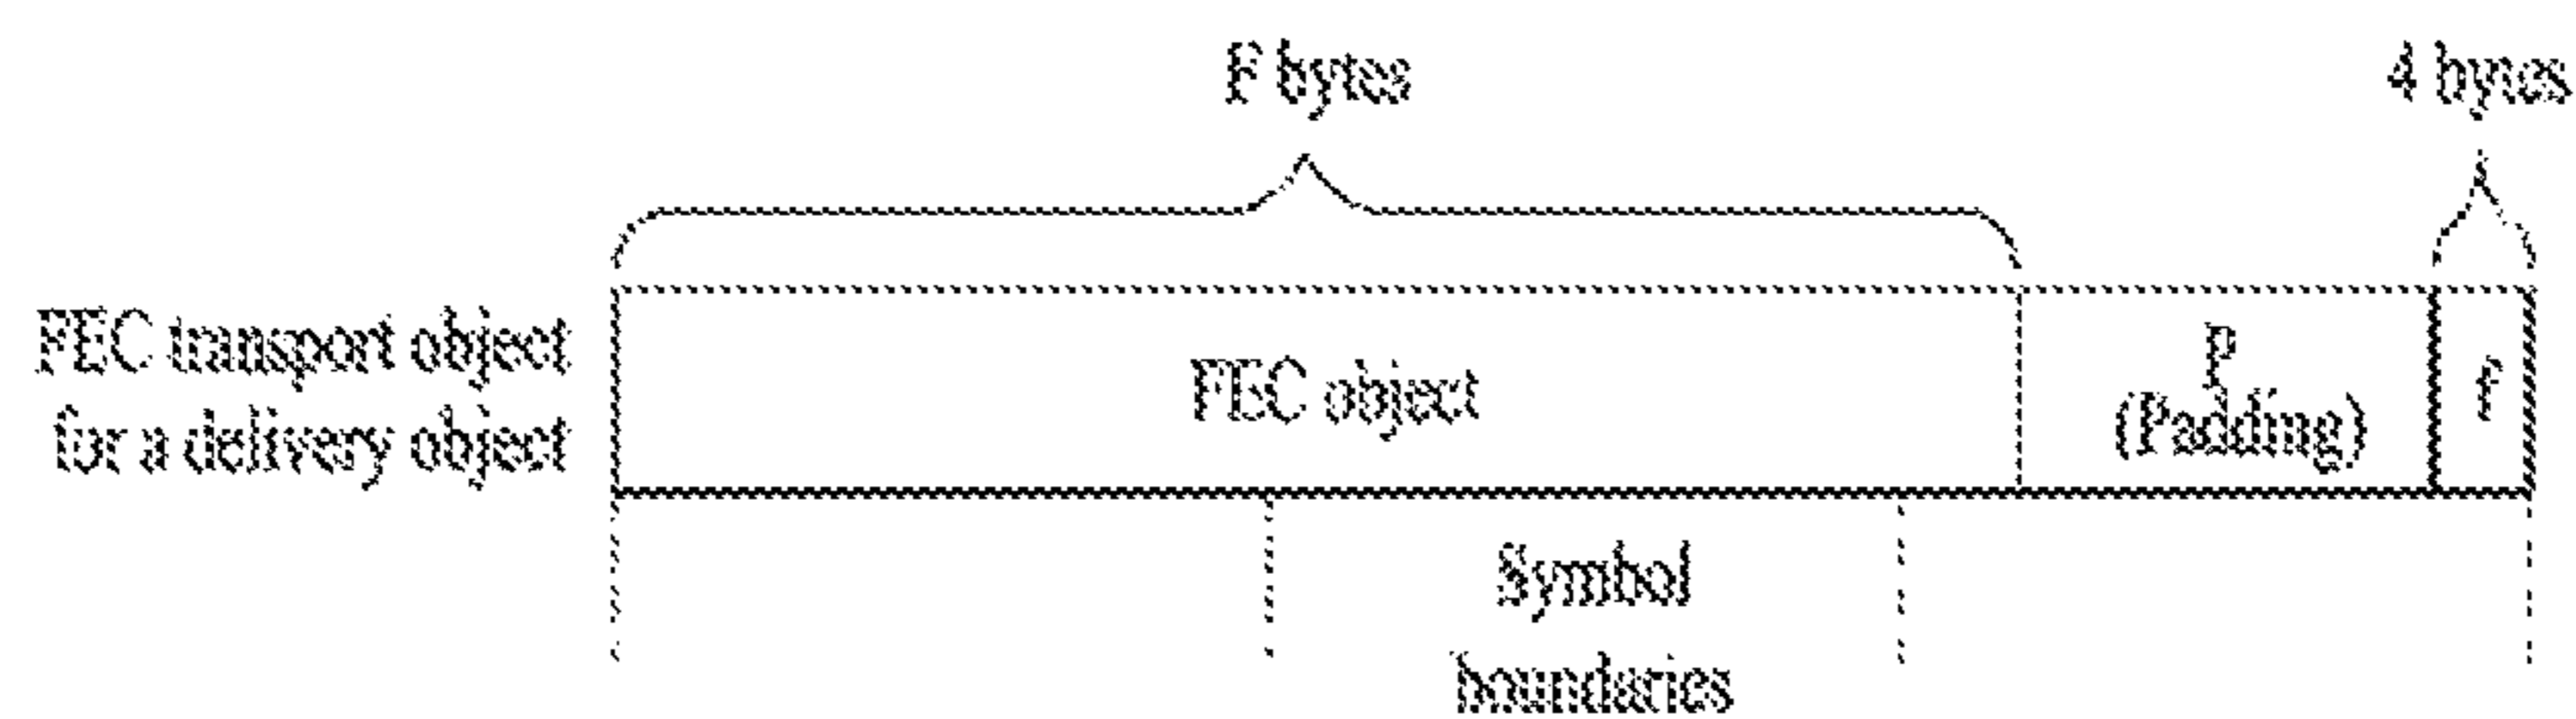 F bytes
4 bytes
FEC transport object
for a delivery object
FEC object
P
(Padding)
f
Symbol
boundaries